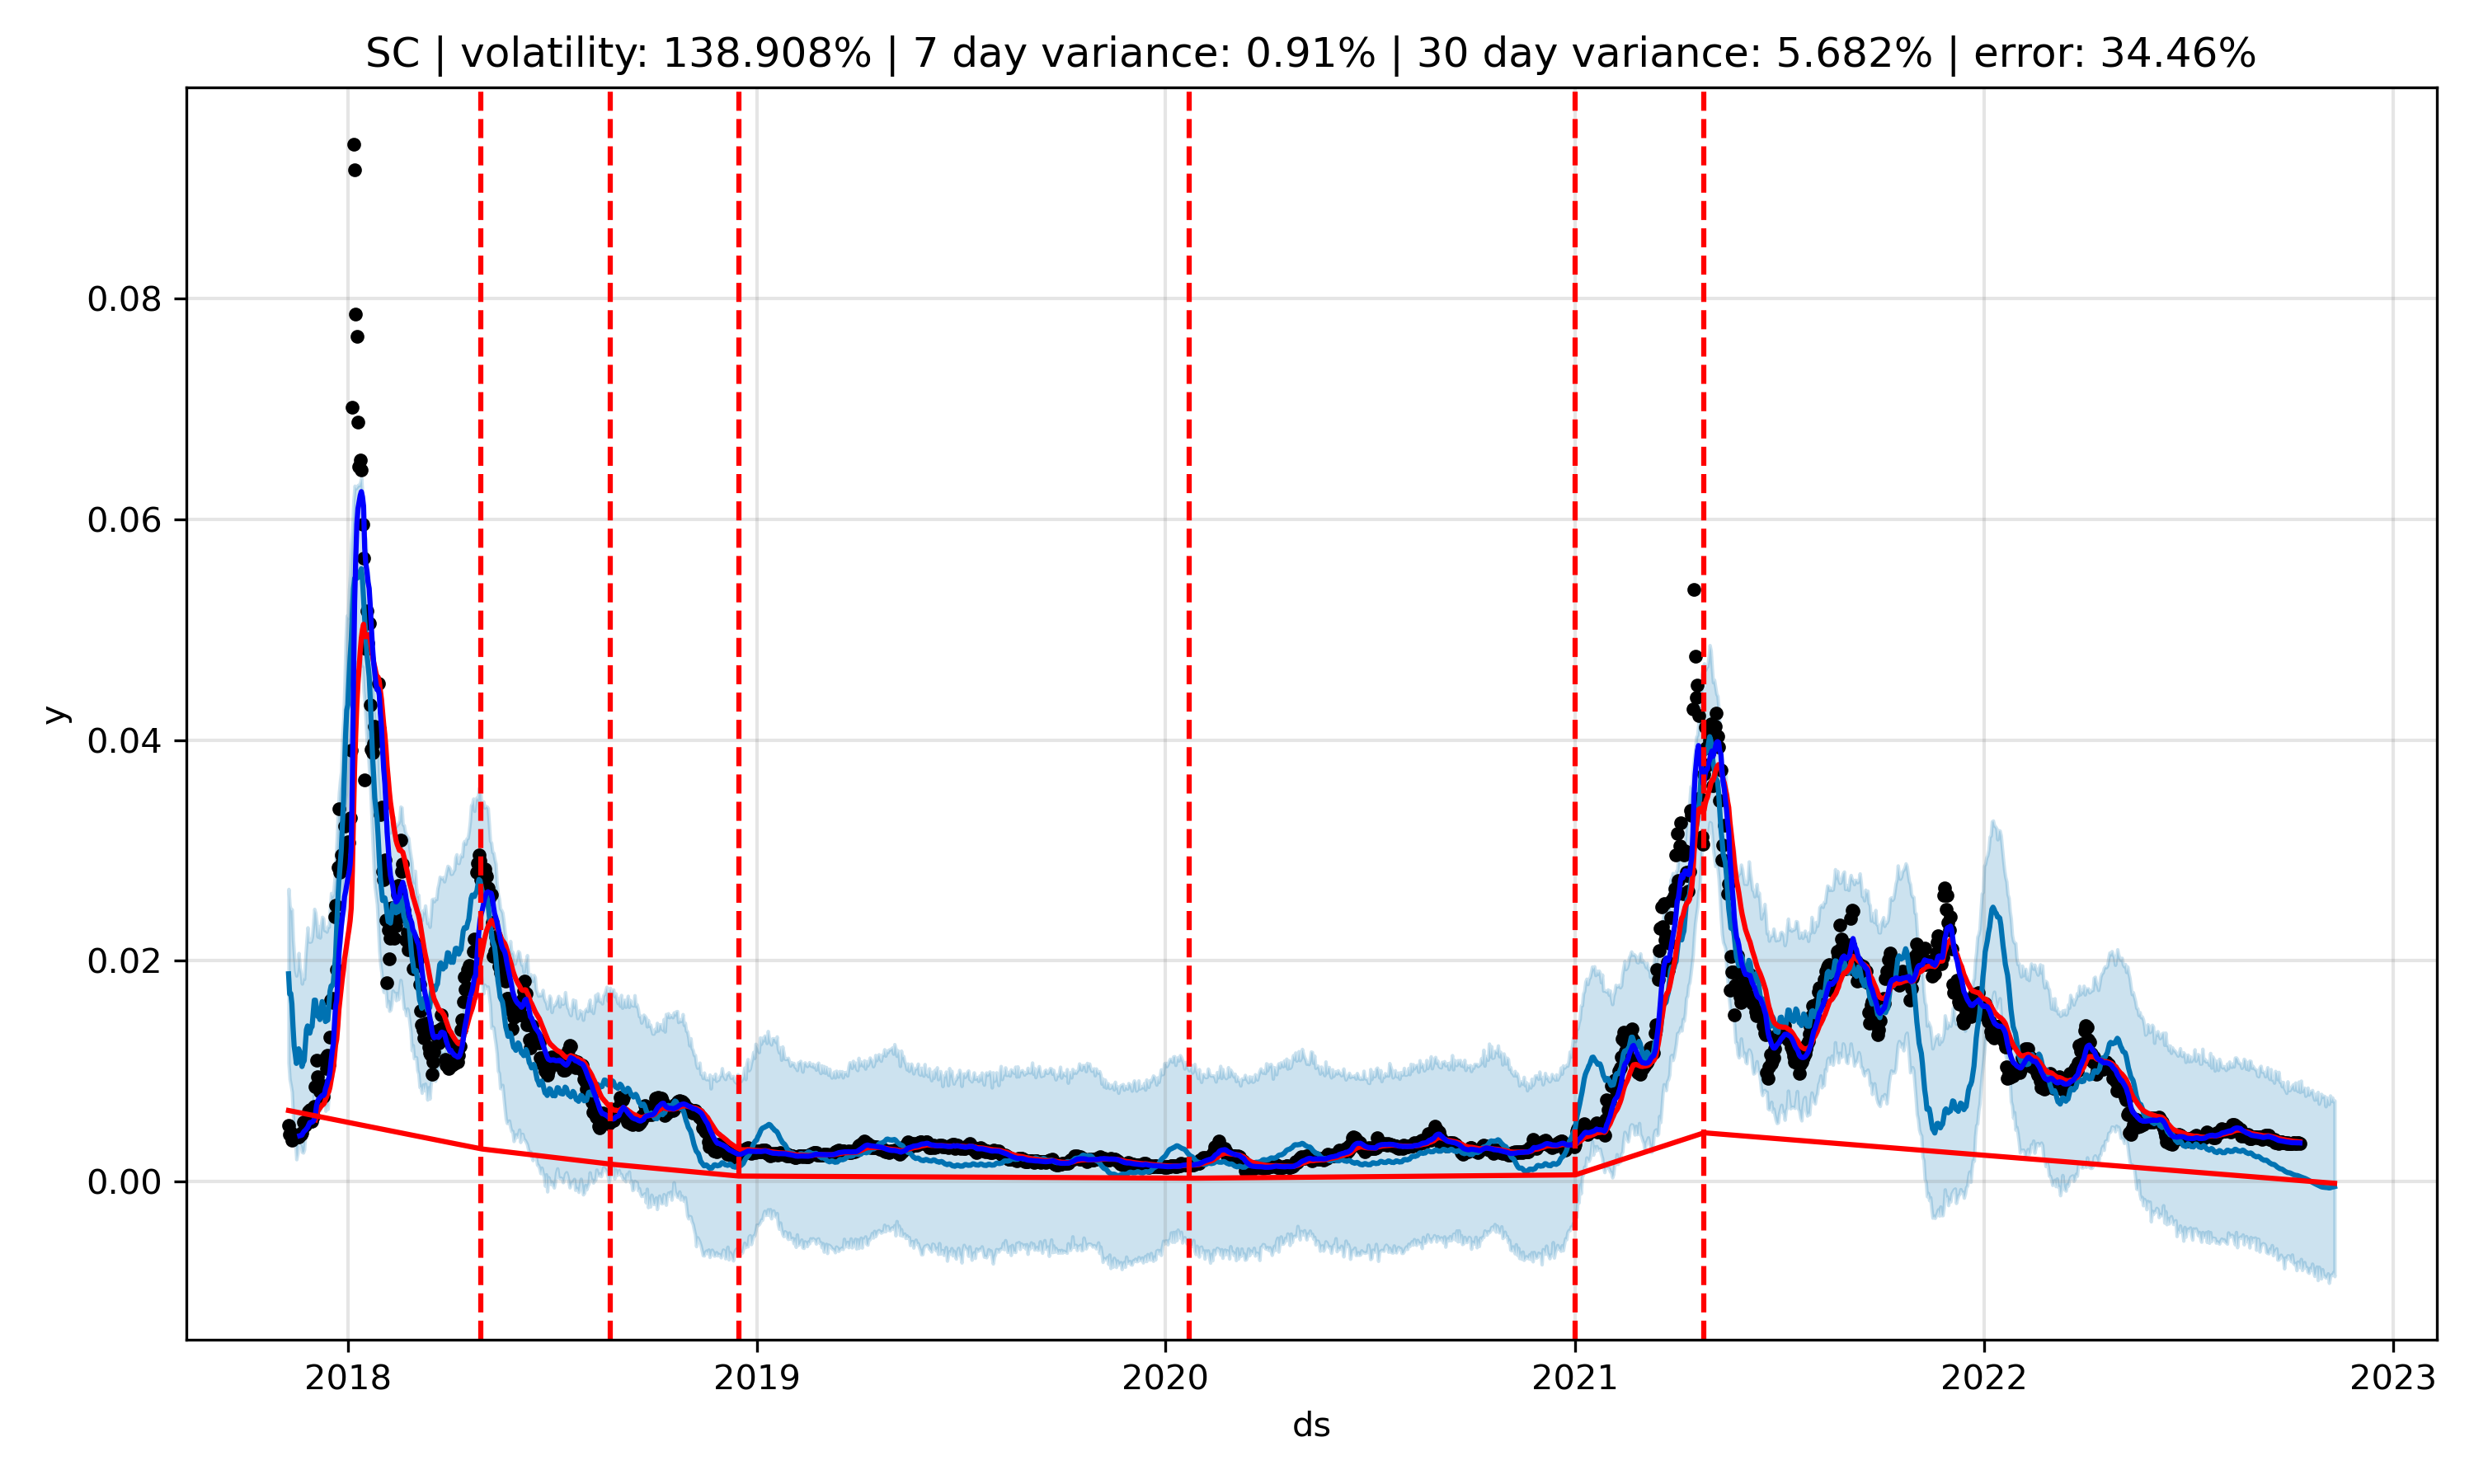 SC | volatility: 138.908% | 7 day variance: 0.91% | 30 day variance: 5.682% | error: 34.46%
0.08
0.06
y
0.04
0.02
0.00
2018 2019 2020 2021 2022 2023
ds